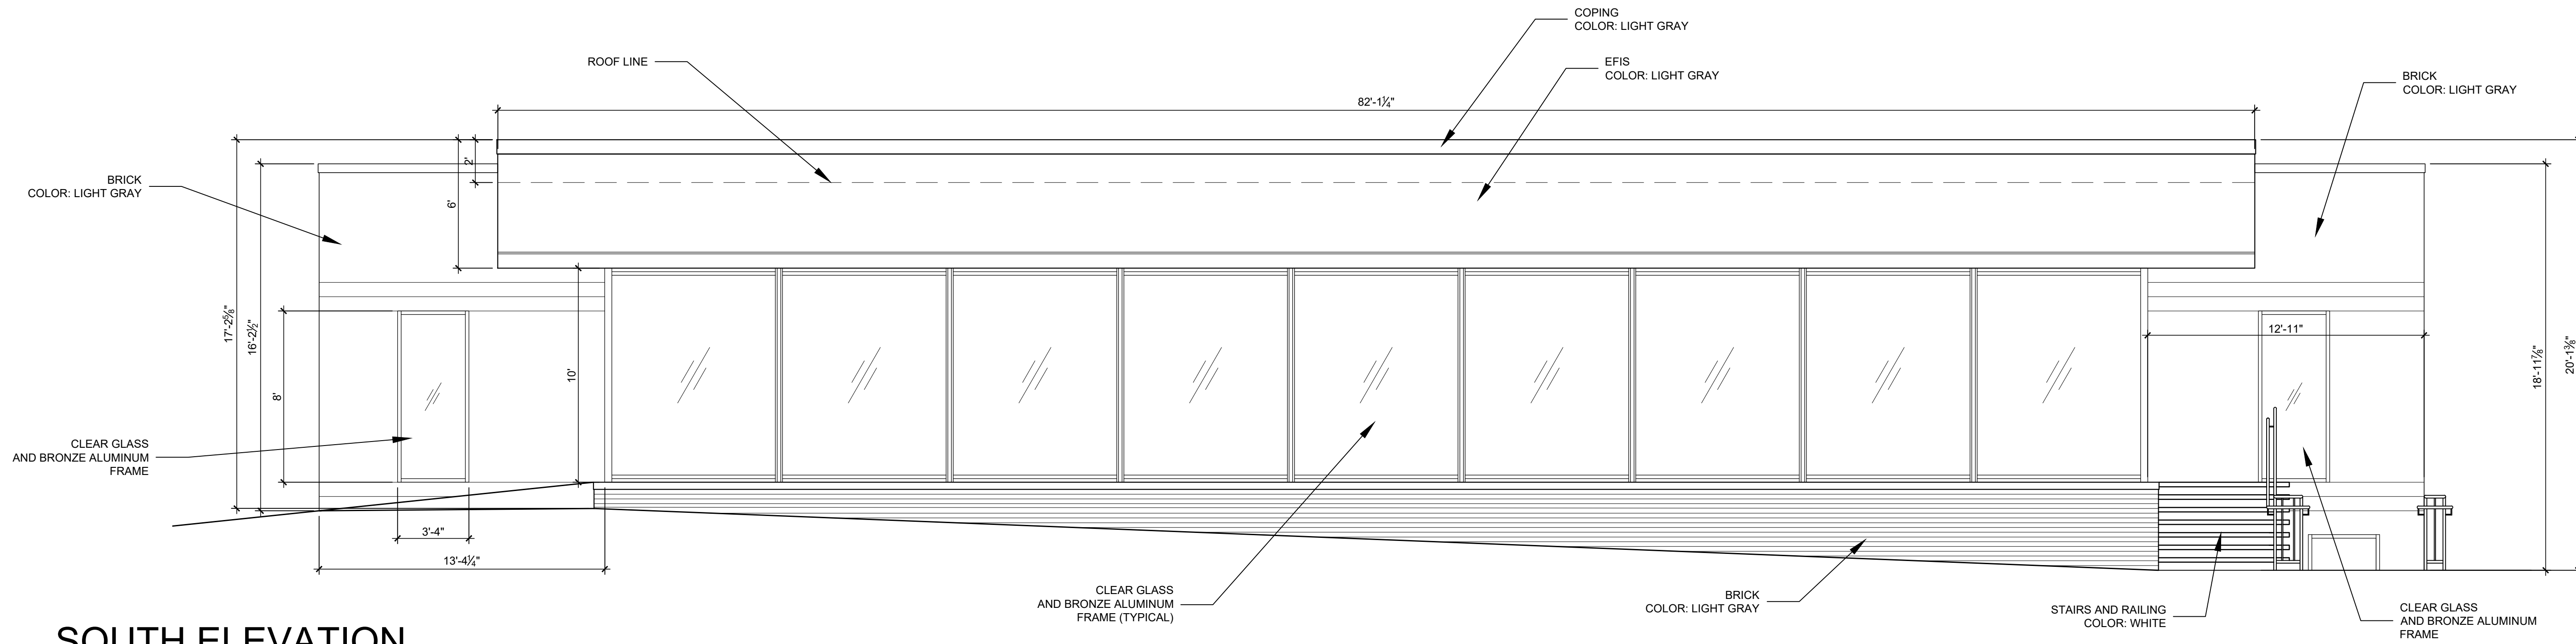 COPING
COLOR: LIGHT GRAY
ROOF LINE
EFIS
COLOR: LIGHT GRAY
BRICK
COLOR: LIGHT GRAY
82'-1¼"
2'
6'
BRICK
COLOR: LIGHT GRAY
17'-2⅝"
16'-2½"
8'
10'
12'-11"
18'-11⅞"
20'-1⅜"
CLEAR GLASS
AND BRONZE ALUMINUM
FRAME
3'-4"
13'-4¼"
CLEAR GLASS
AND BRONZE ALUMINUM
FRAME (TYPICAL)
BRICK
COLOR: LIGHT GRAY
STAIRS AND RAILING
COLOR: WHITE
CLEAR GLASS
AND BRONZE ALUMINUM
FRAME
SOUTH ELEVATION